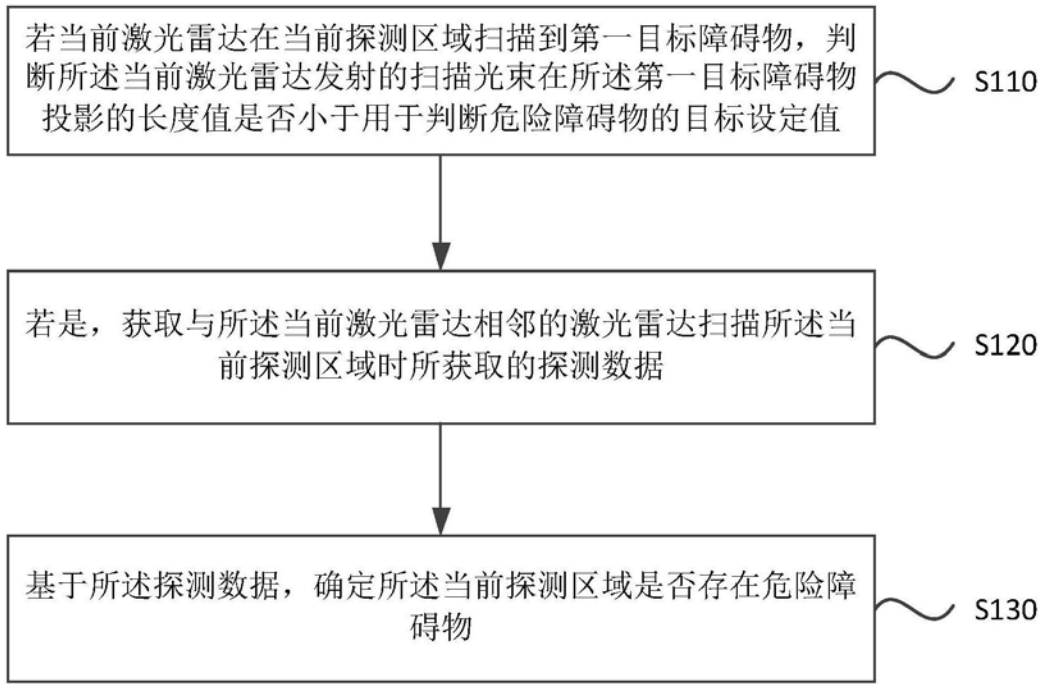 若当前激光雷达在当前探测区域扫描到第一目标障碍物，判
断所述当前激光雷达发射的扫描光束在所述第一目标障碍物
投影的长度值是否小于用于判断危险障碍物的目标设定值
S110
若是，获取与所述当前激光雷达相邻的激光雷达扫描所述当
前探测区域时所获取的探测数据
S120
基于所述探测数据，确定所述当前探测区域是否存在危险障
碍物
S130